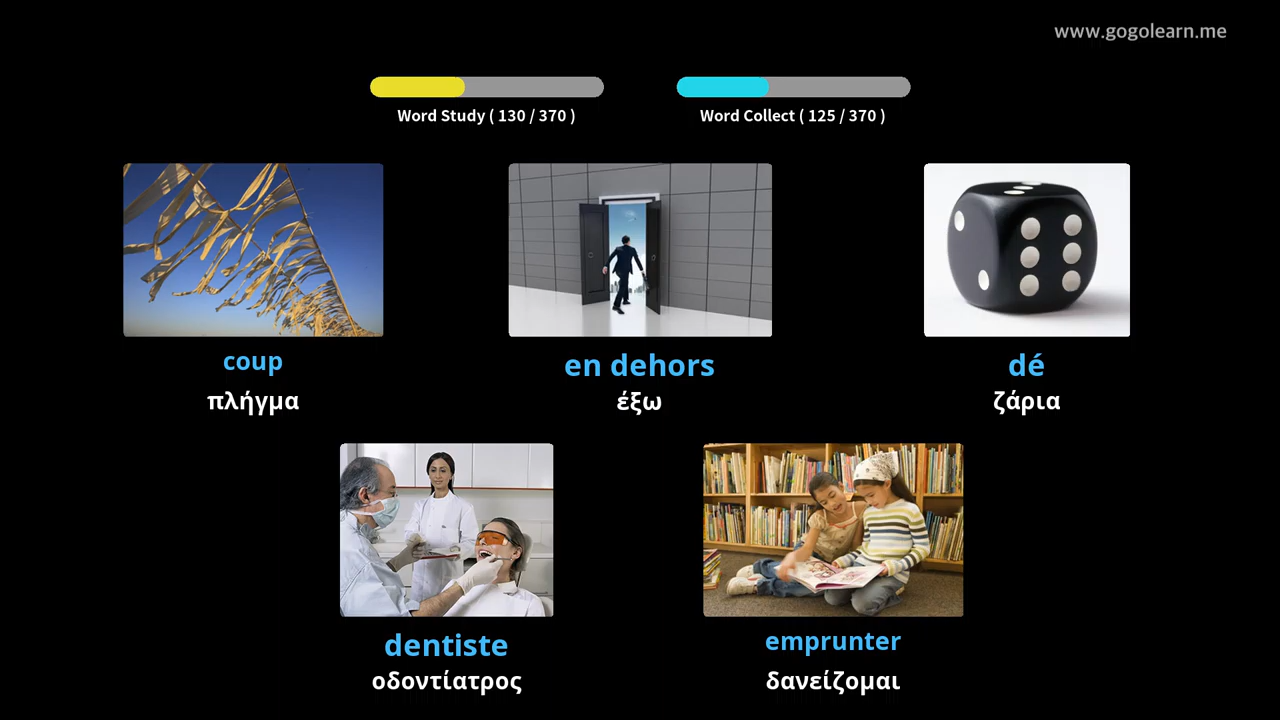 www.gogolearn.me
Word Study ( 130 / 370 )
Word Collect ( 125 / 370 )
coup
πλήγμα
en dehors
έξω
dé
ζάρια
dentiste
οδοντίατρος
emprunter
δανείζομαι